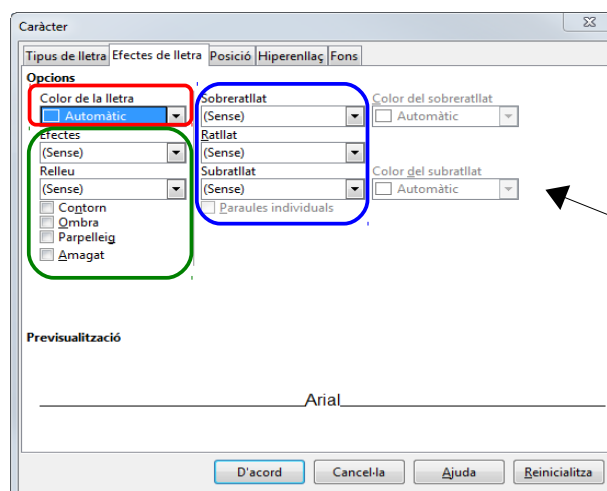 Caràcter
Tipus de lletra Efectes de lletra Posició Hiperenllaç Fons
Opcions
Color de la lletra Sobreratllat Color del sobreratllat
Automàtic (Sense) Automàtic
Efectes Ratllat
(Sense) (Sense)
Relleu Subratllat Color del subratllat
(Sense) (Sense) Automàtic
Contorn Paraules individuals
Ombra
Parpelleig
Amagat
Previsualització
Arial
D'acord Cancel·la Ajuda Reinicialitza